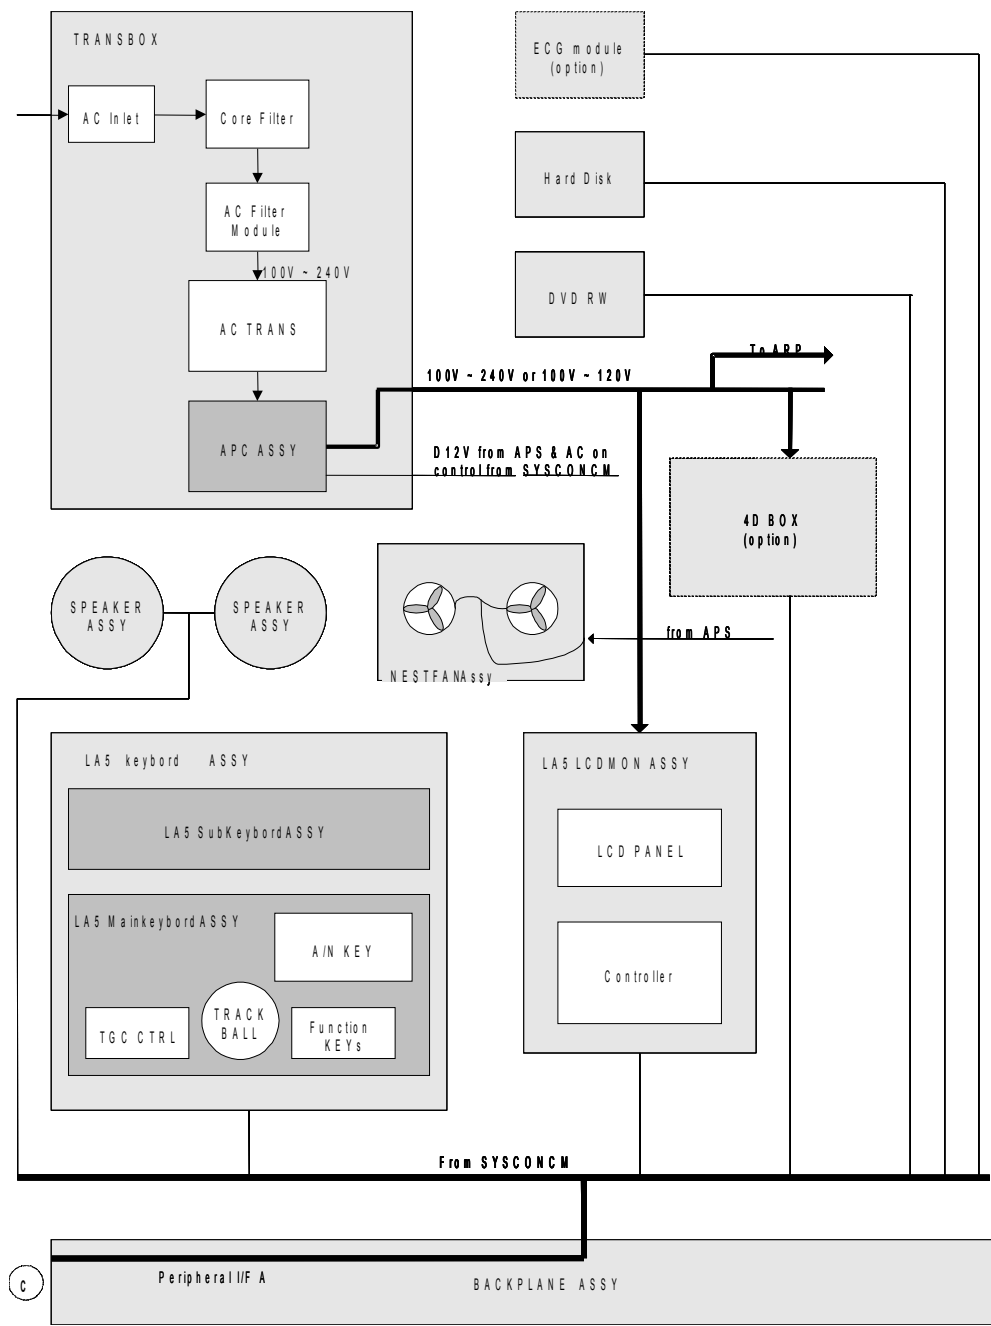 TRANSBOX
ECG module
(option)
AC Inlet
Core Filter
Hard Disk
AC Filter
Module
100V ~ 240V
DVD RW
AC TRANS
To ARP
100V ~ 240V or 100V ~ 120V
APC ASSY
D12V from APS & AC on
control from SYSCONCM
4D BOX
(option)
SPEAKER
ASSY
SPEAKER
ASSY
from APS
NESTFANAssy
LA5 keybord ASSY
LA5 LCDMON ASSY
LA5 SubKeybordASSY
LCD PANEL
LA5 MainkeybordASSY
A/N KEY
Controller
TRACK
BALL
TGC CTRL
Function
KEYs
From SYSCONCM
C
Peripheral I/F A
BACKPLANE ASSY